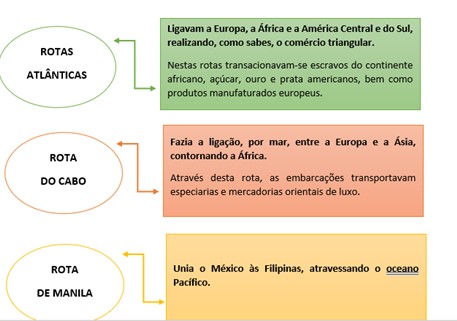 ROTAS
ATLÂNTICAS
Ligavam a Europa, a África e a América Central e do Sul,
realizando, como sabes, o comércio triangular.
Nestas rotas transacionavam-se escravos do continente
africano, açúcar, ouro e prata americanos, bem como
produtos manufaturados europeus.
ROTA
DO CABO
Fazia a ligação, por mar, entre a Europa e a Ásia,
contornando a África.
Através desta rota, as embarcações transportavam
especiarias e mercadorias orientais de luxo.
ROTA
DE MANILA
Unia o México às Filipinas, atravessando o oceano
Pacífico.